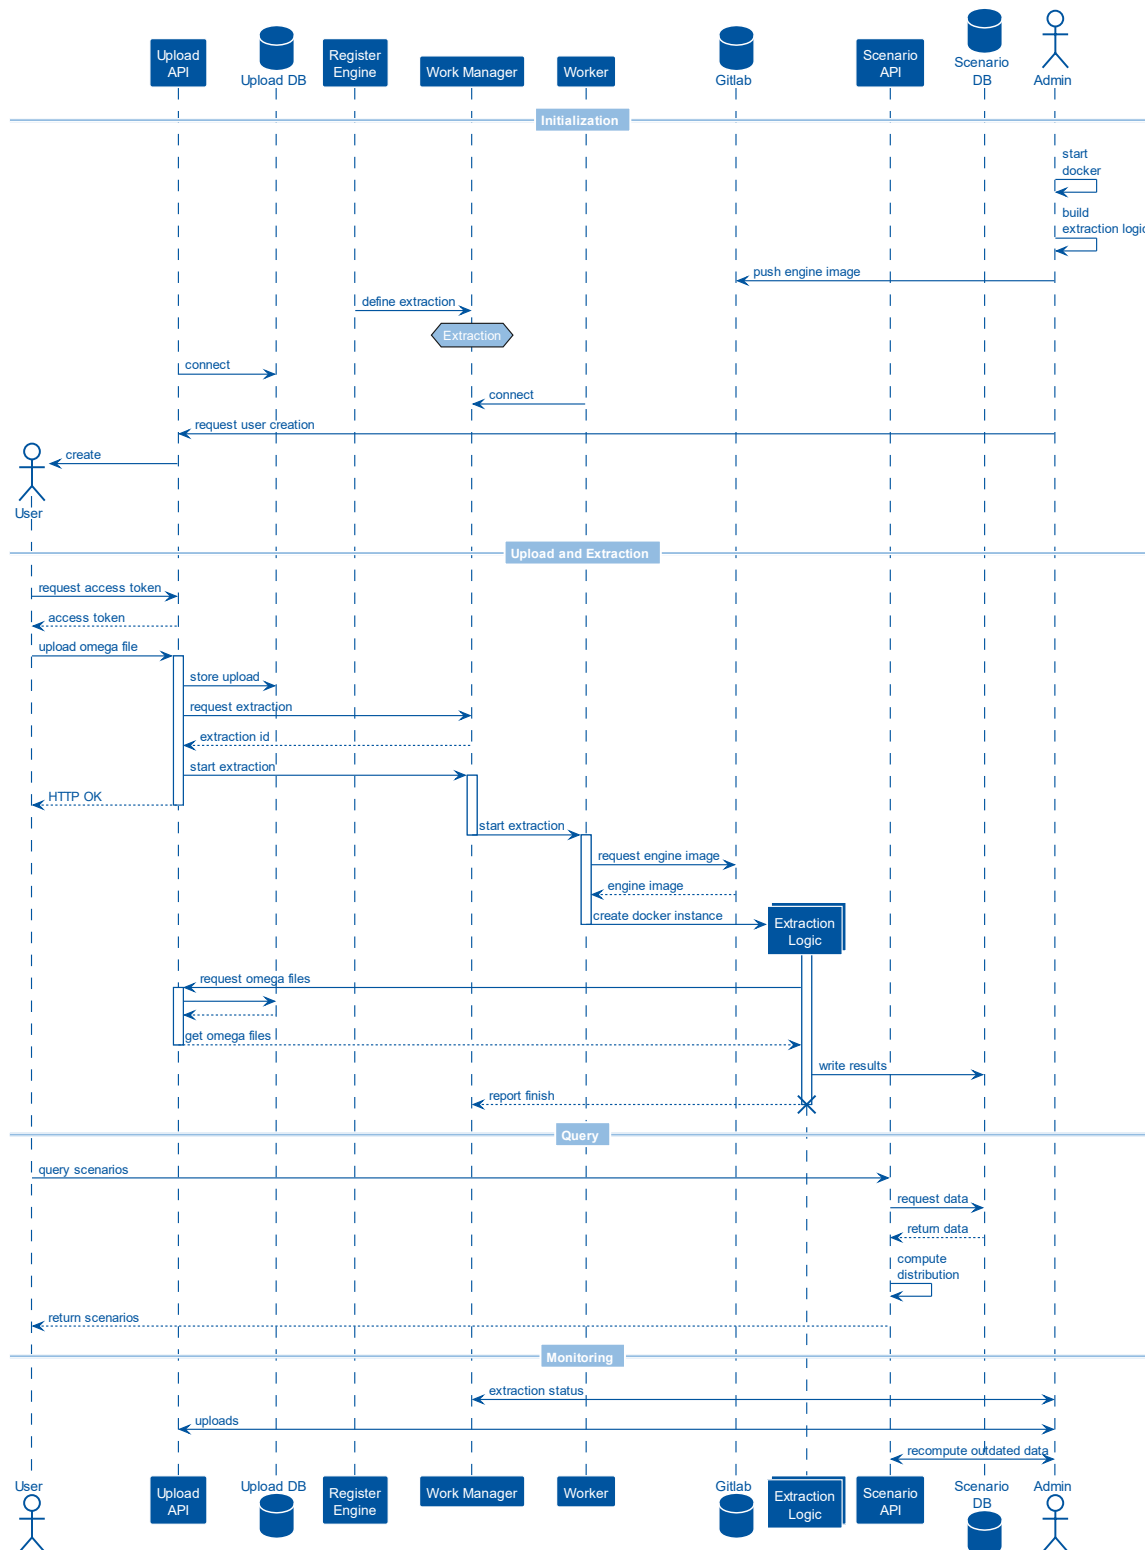 Upload
API
Upload DB
Register
Engine
Work Manager
Worker
Gitlab
Scenario
API
Scenario
DB
Admin
Initialization
start
docker
build
extraction logic
push engine image
define extraction
Extraction
connect
connect
request user creation
create
User
Upload and Extraction
request access token
access token
upload omega file
store upload
request extraction
extraction id
start extraction
HTTP OK
start extraction
request engine image
engine image
create docker instance
Extraction
Logic
request omega files
get omega files
write results
report finish
Query
query scenarios
request data
return data
compute
distribution
return scenarios
Monitoring
extraction status
uploads
recompute outdated data
User
Upload
API
Upload DB
Register
Engine
Work Manager
Worker
Gitlab
Extraction
Logic
Scenario
API
Scenario
DB
Admin